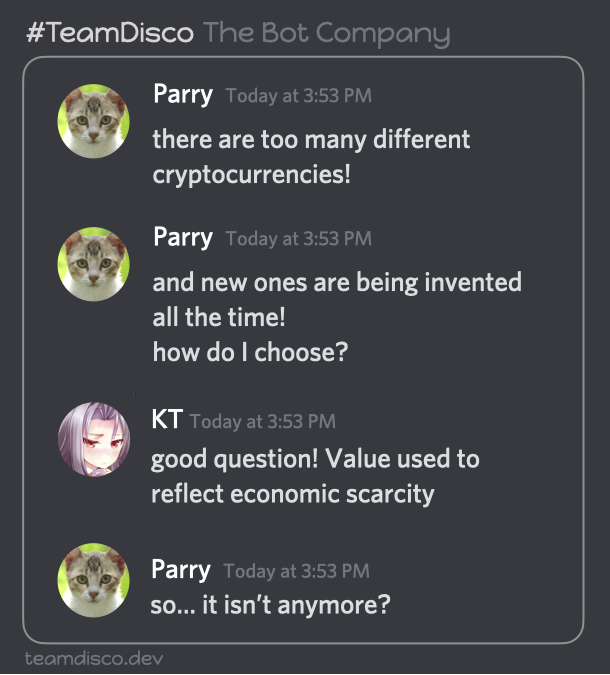 #TeamDisco The Bot Company
Parry Today at 3:53 PM
there are too many different
cryptocurrencies!
Parry Today at 3:53 PM
and new ones are being invented
all the time!
how do I choose?
KT Today at 3:53 PM
good question! Value used to
reflect economic scarcity
Parry Today at 3:53 PM
so... it isn't anymore?
teamdisco.dev